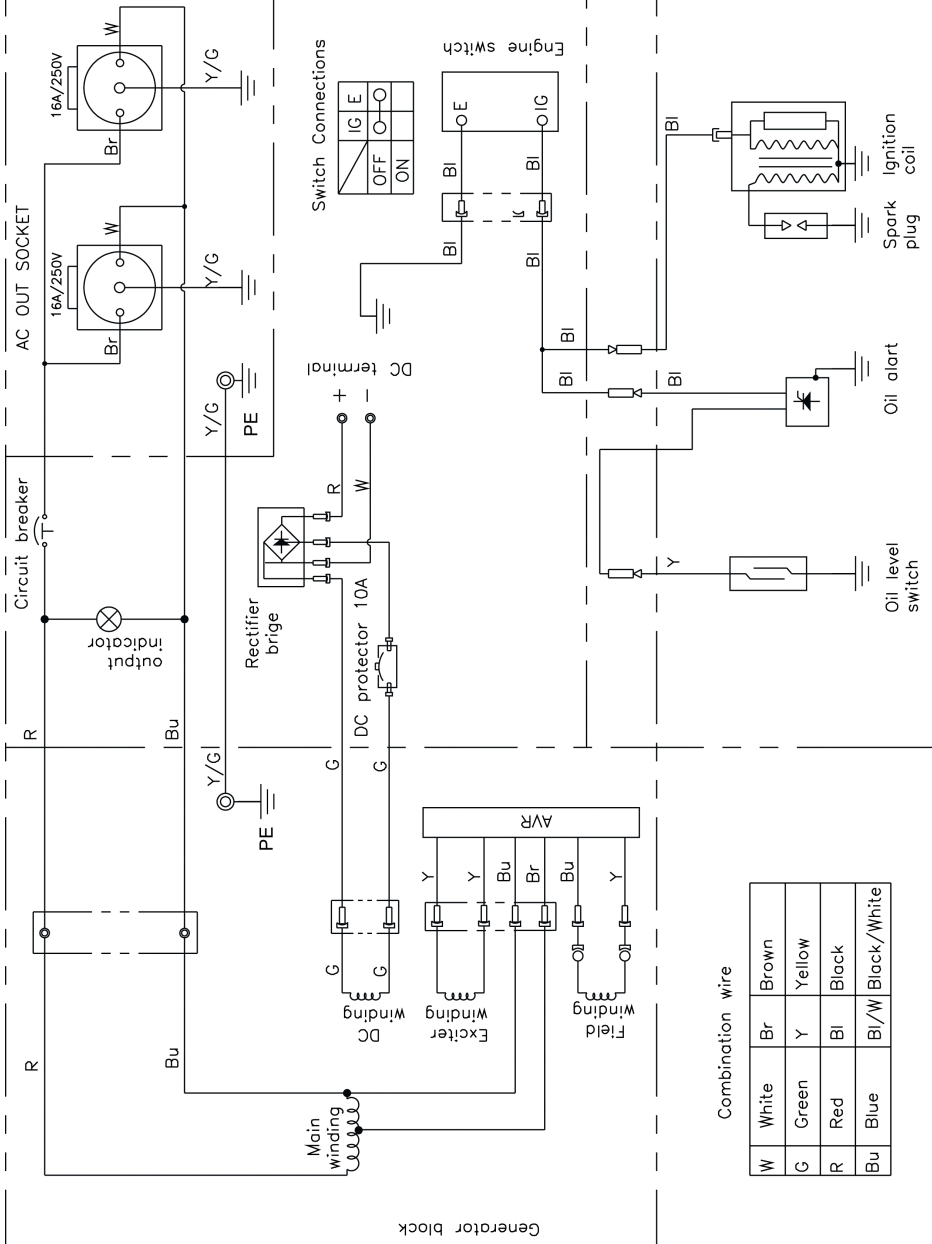 AC OUT SOCKET
16A/250V
16A/250V
W
Br
Y/G
W
Br
Y/G
Circuit breaker
output
indicator
R
Bu
Y/G
PE
Y/G
PE
R
Bu
Switch Connections
IG
E
OFF
ON
Engine switch
E
IG
Bl
Bl
Bl
Bl
DC terminal
+
−
R
W
Rectifier
brige
DC protector 10A
G
G
G
G
DC
winding
Exciter
winding
Field
winding
AVR
Y
Y
Bu
Br
Bu
Y
Main
winding
Generator block
Bl
Bl
Bl
Bl
Y
Ignition
coil
Spark
plug
Oil alart
Oil level
switch
Combination wire
W White Br Brown
G Green Y Yellow
R Red Bl Black
Bu Blue Bl/W Black/White